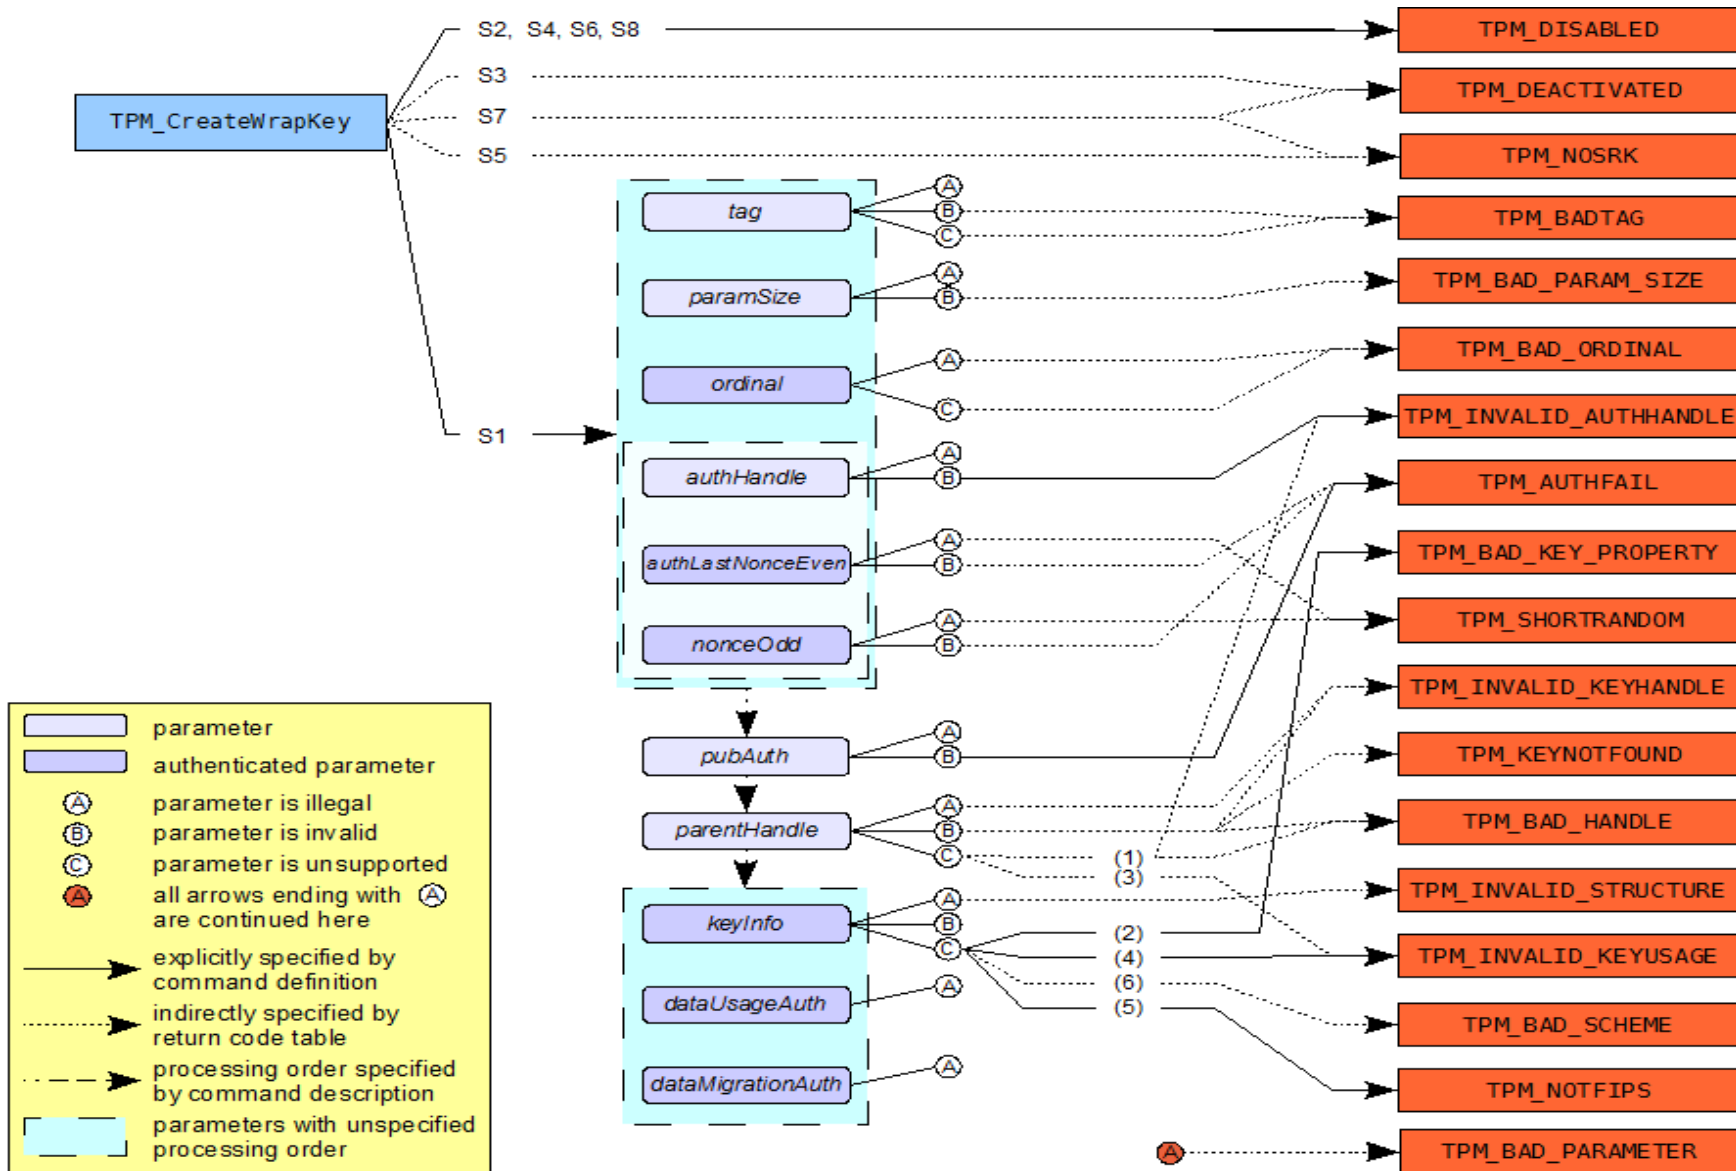 S2, S4, S6, S8
TPM_DISABLED
S3
TPM_DEACTIVATED
TPM_CreateWrapKey
S7
S5
TPM_NOSRK
tag
A
B
C
TPM_BADTAG
paramSize
A
B
TPM_BAD_PARAM_SIZE
ordinal
A
C
TPM_BAD_ORDINAL
S1
authHandle
A
B
TPM_INVALID_AUTHHANDLE
TPM_AUTHFAIL
authLastNonceEven
A
B
TPM_BAD_KEY_PROPERTY
nonceOdd
A
B
TPM_SHORTRANDOM
TPM_INVALID_KEYHANDLE
pubAuth
A
B
TPM_KEYNOTFOUND
parentHandle
A
B
C
(1)
(3)
TPM_BAD_HANDLE
keyInfo
A
B
C
(2)
(4)
(6)
(5)
TPM_INVALID_STRUCTURE
TPM_INVALID_KEYUSAGE
dataUsageAuth
A
TPM_BAD_SCHEME
dataMigrationAuth
A
TPM_NOTFIPS
A
TPM_BAD_PARAMETER
parameter
authenticated parameter
A parameter is illegal
B parameter is invalid
C parameter is unsupported
A all arrows ending with A
are continued here
explicitly specified by
command definition
indirectly specified by
return code table
processing order specified
by command description
parameters with unspecified
processing order